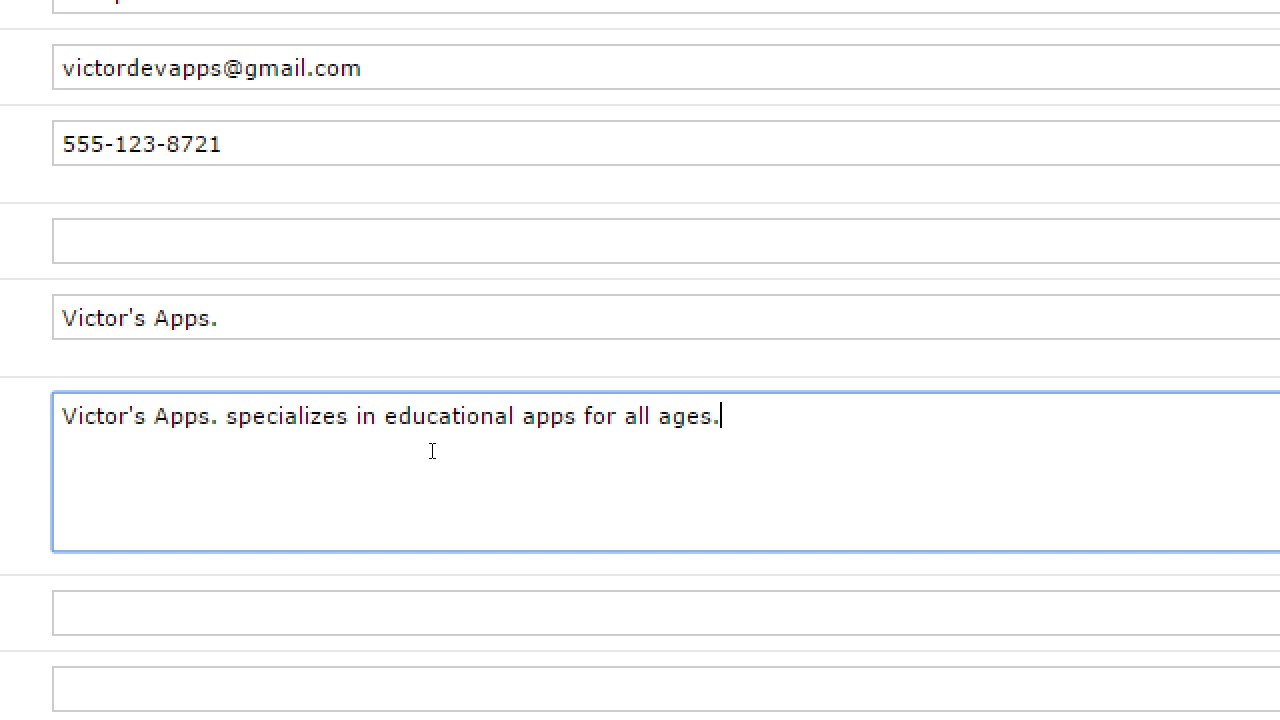 victordevapps@gmail.com
555-123-8721
Victor's Apps.
Victor's Apps. specializes in educational apps for all ages.